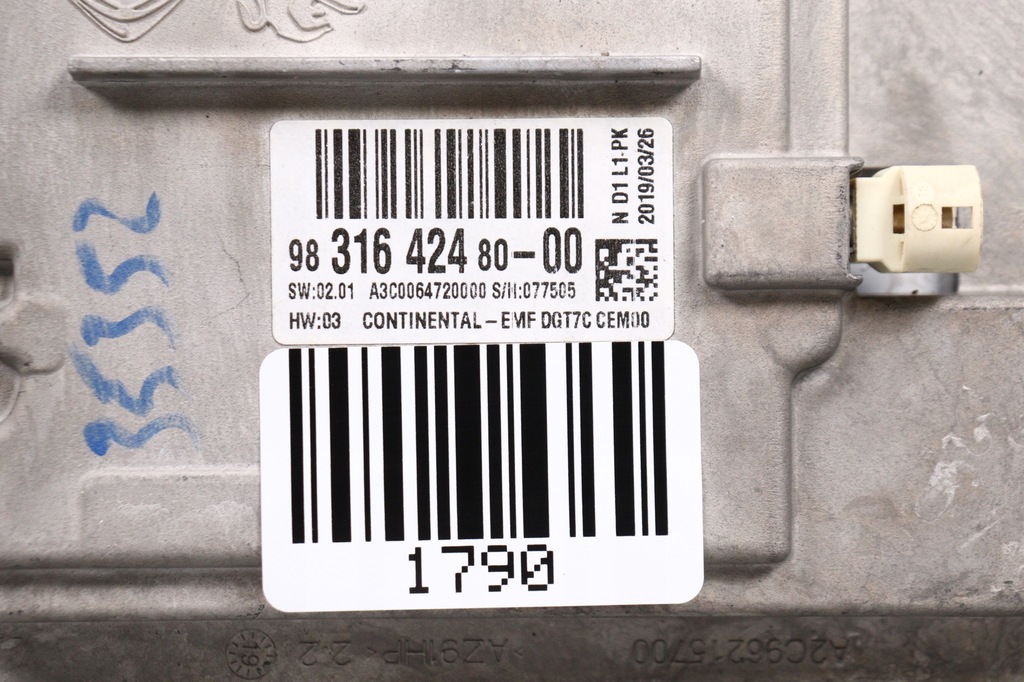 N D1 L1-PK
2019/03/26
98 316 424 80-00
SW:02.01 A3C0064720000 S/N:077505
HW:03 CONTINENTAL-EMF DGT7C CEM00
1790
A2C96215700
>AZ91HP< 2.2
19